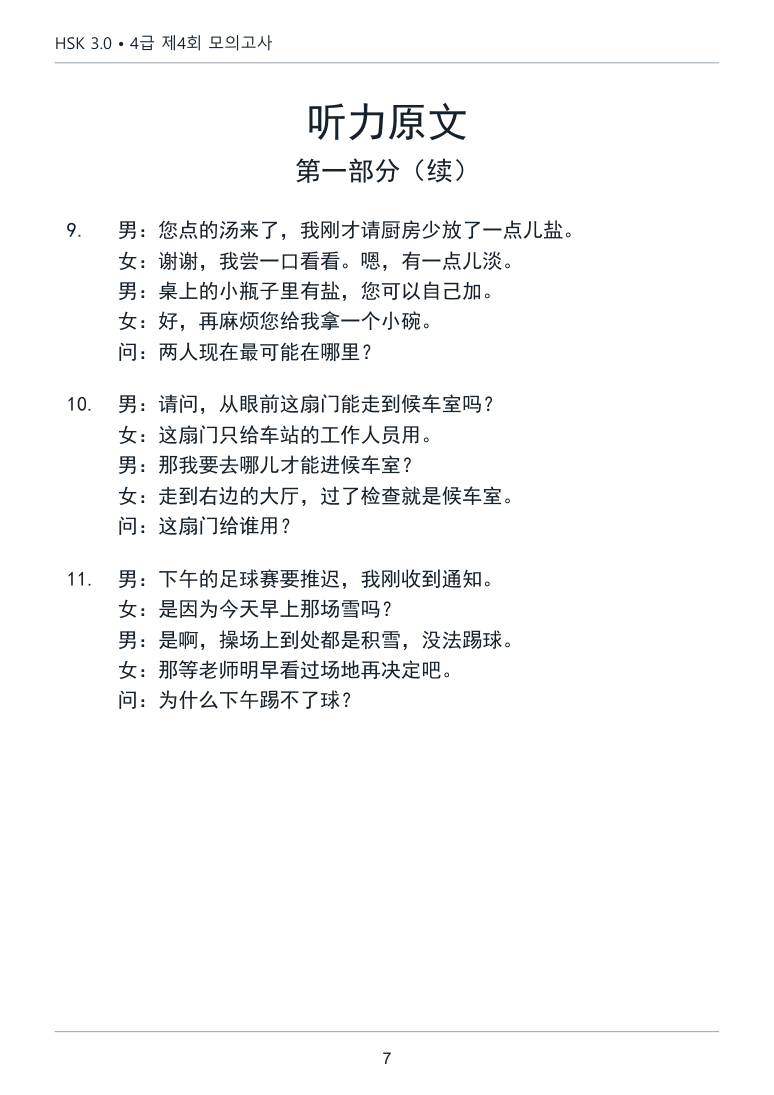 HSK 3.0 • 4급 제4회 모의고사
听力原文
第一部分（续）
9. 男：您点的汤来了，我刚才请厨房少放了一点儿盐。
女：谢谢，我尝一口看看。嗯，有一点儿淡。
男：桌上的小瓶子里有盐，您可以自己加。
女：好，再麻烦您给我拿一个小碗。
问：两人现在最可能在哪里？
10. 男：请问，从眼前这扇门能走到候车室吗？
女：这扇门只给车站的工作人员用。
男：那我要去哪儿才能进候车室？
女：走到右边的大厅，过了检查就是候车室。
问：这扇门给谁用？
11. 男：下午的足球赛要推迟，我刚收到通知。
女：是因为今天早上那场雪吗？
男：是啊，操场上到处都是积雪，没法踢球。
女：那等老师明早看过场地再决定吧。
问：为什么下午踢不了球？
7